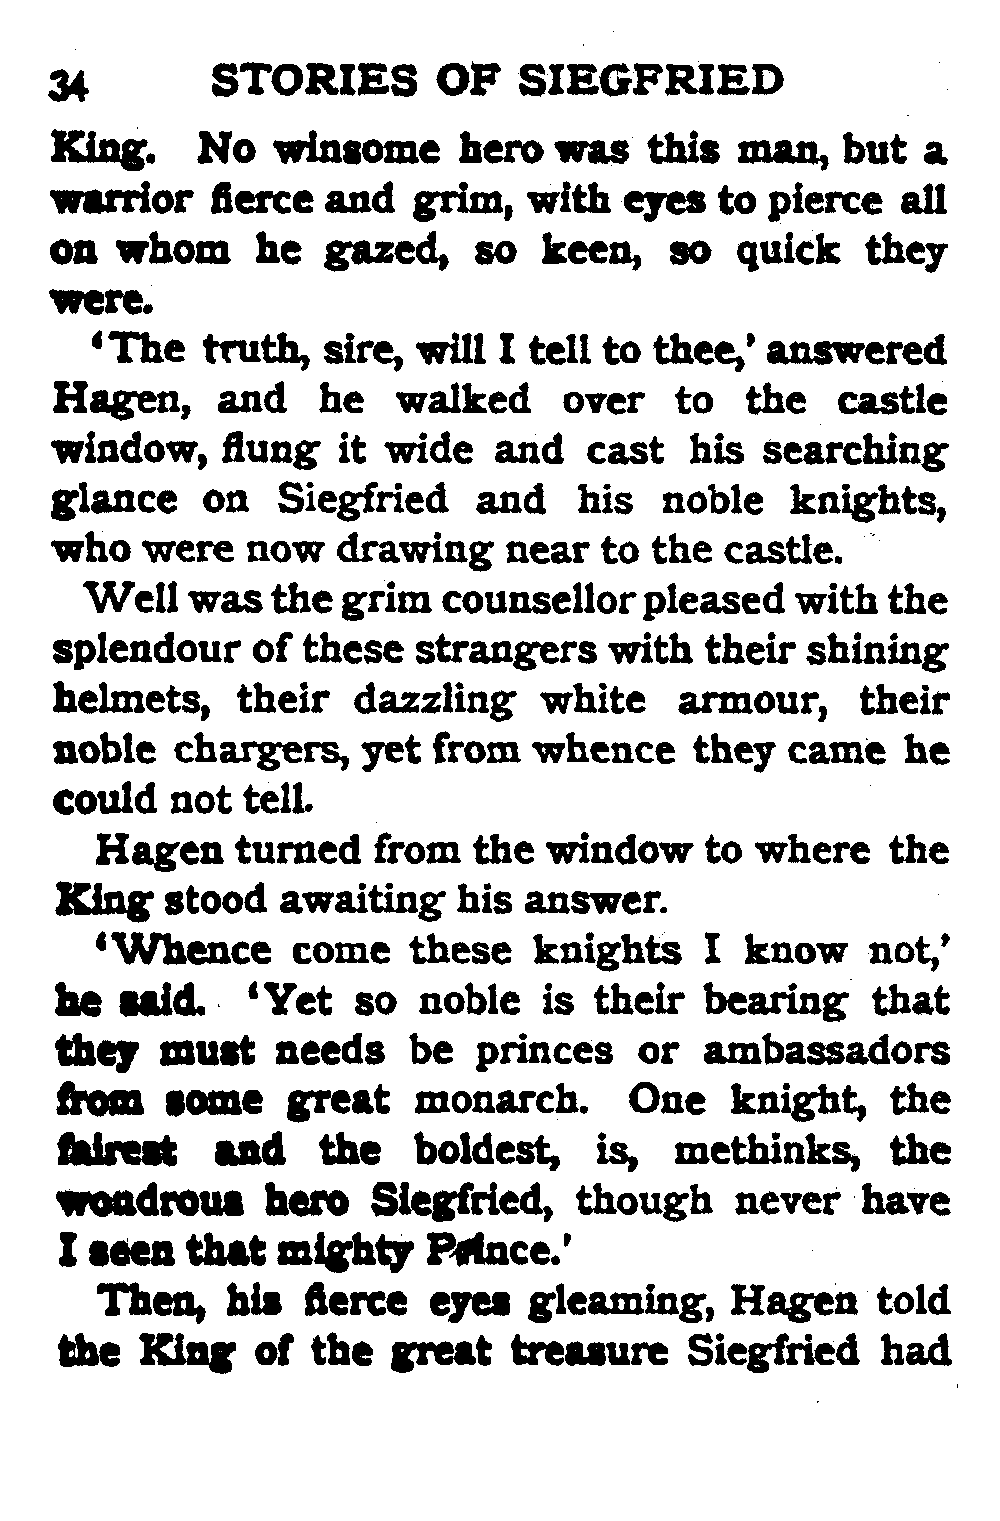 34 STORIES OF SIEGFRIED
King. No winsome hero was this man, but a
warrior fierce and grim, with eyes to pierce all
on whom he gazed, so keen, so quick they
were.
‘The truth, sire, will I tell to thee,’ answered
Hagen, and he walked over to the castle
window, flung it wide and cast his searching
glance on Siegfried and his noble knights,
who were now drawing near to the castle.
Well was the grim counsellor pleased with the
splendour of these strangers with their shining
helmets, their dazzling white armour, their
noble chargers, yet from whence they came he
could not tell.
Hagen turned from the window to where the
King stood awaiting his answer.
‘Whence come these knights I know not,’
he said. ‘Yet so noble is their bearing that
they must needs be princes or ambassadors
from some great monarch. One knight, the
fairest and the boldest, is, methinks, the
wondrous hero Siegfried, though never have
I seen that mighty Prince.’
Then, his fierce eyes gleaming, Hagen told
the King of the great treasure Siegfried had